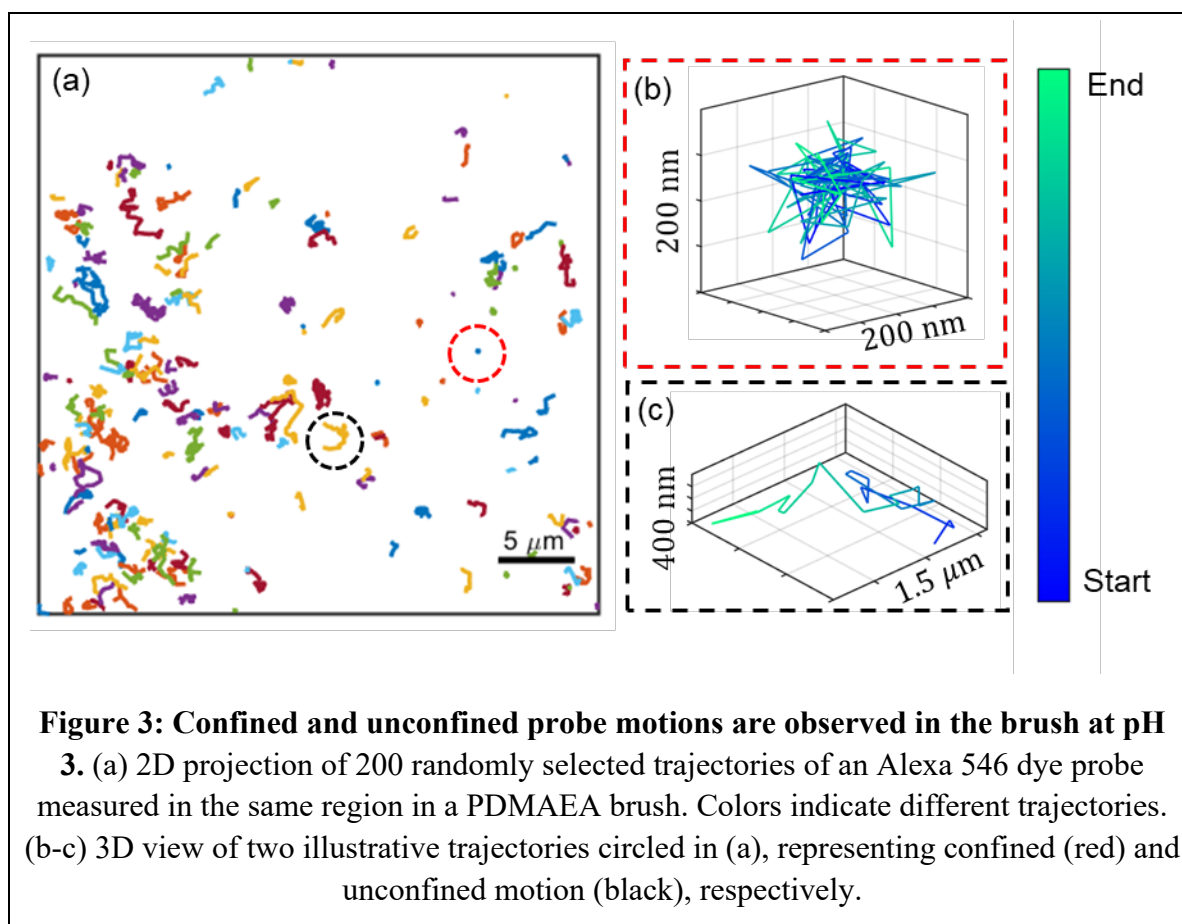 (a)
5 μm
(b)
200 nm
200 nm
(c)
400 nm
1.5 μm
End
Start
Figure 3: Confined and unconfined probe motions are observed in the brush at pH
3. (a) 2D projection of 200 randomly selected trajectories of an Alexa 546 dye probe
measured in the same region in a PDMAEA brush. Colors indicate different trajectories.
(b-c) 3D view of two illustrative trajectories circled in (a), representing confined (red) and
unconfined motion (black), respectively.